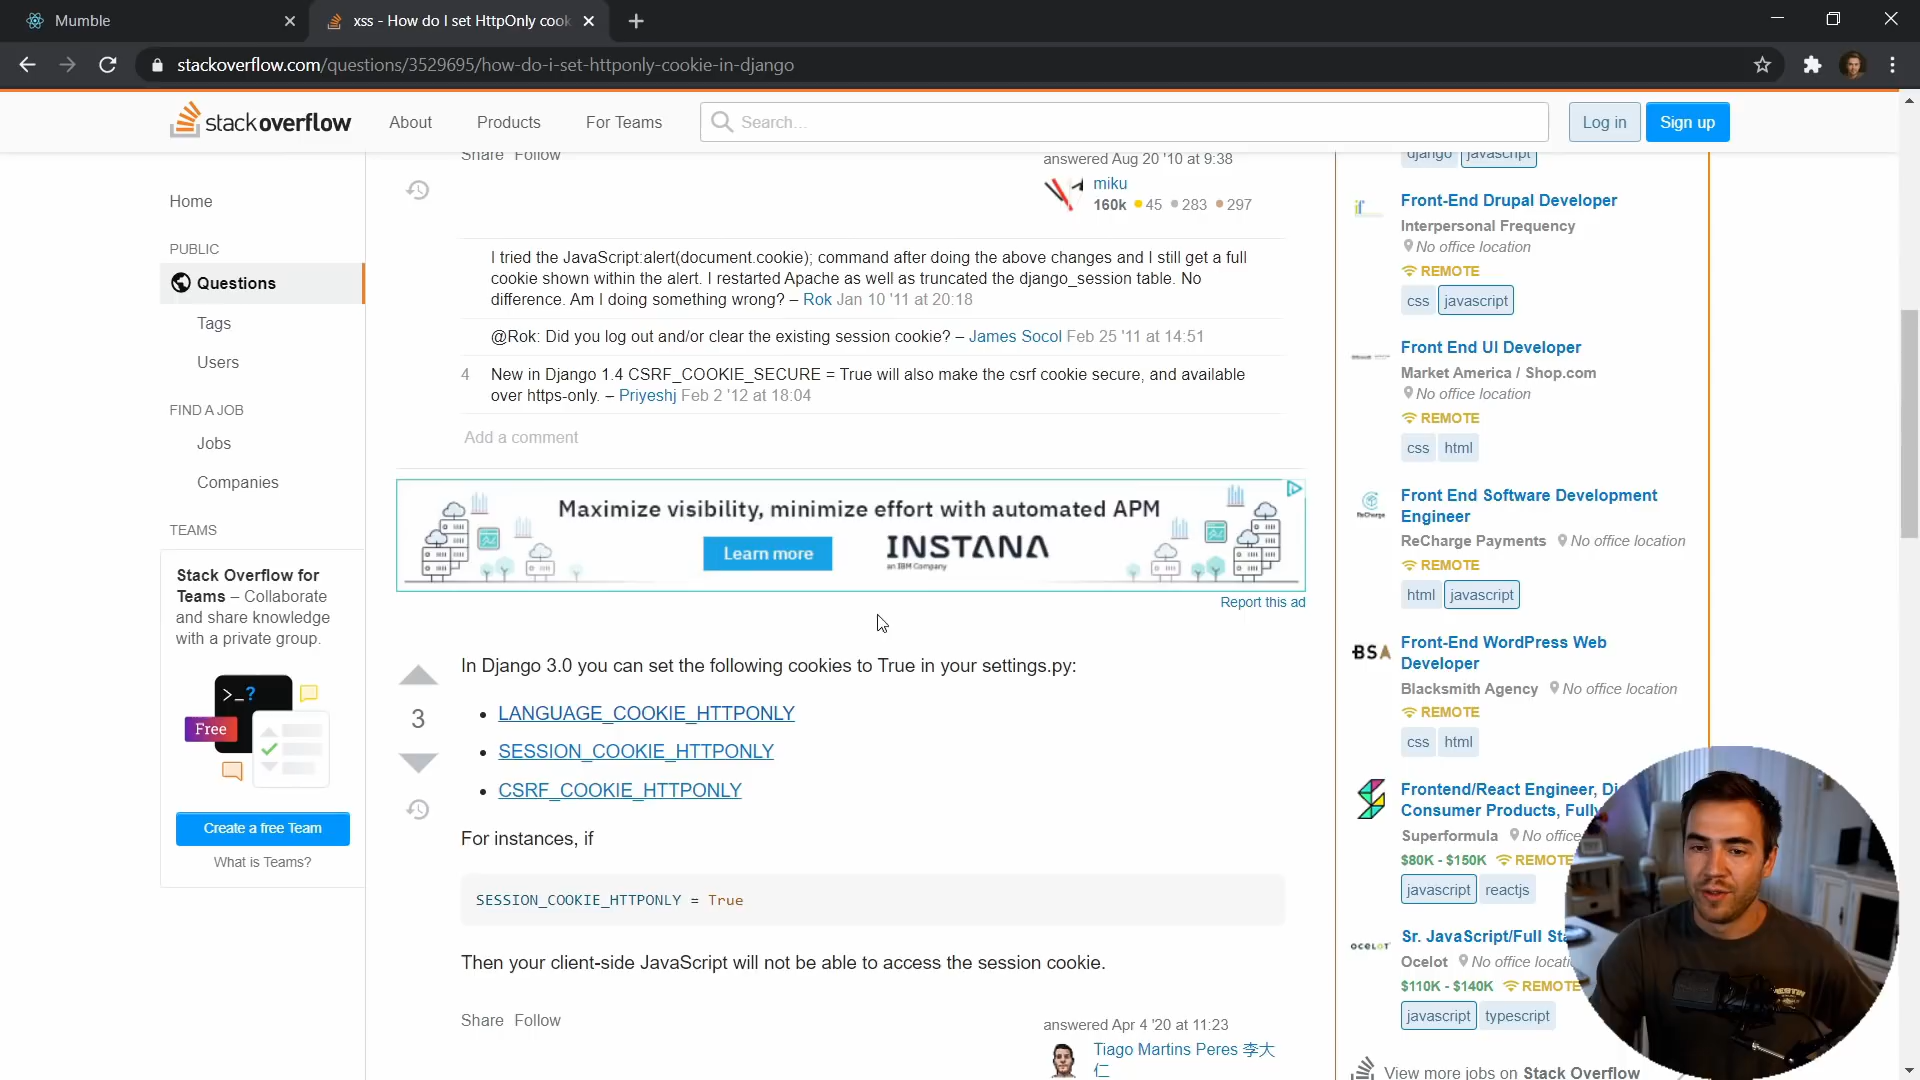 Mumble
xss - How do I set HttpOnly cook
stackoverflow.com/questions/3529695/how-do-i-set-httponly-cookie-in-django
stackoverflow
About
Products
For Teams
Search...
Log in
Sign up
Home
PUBLIC
Questions
Tags
Users
FIND A JOB
Jobs
Companies
TEAMS
Stack Overflow for
Teams – Collaborate
and share knowledge
with a private group.
>_?
Free
Create a free Team
What is Teams?
Share Follow
answered Aug 20 '10 at 9:38
miku
160k 45 283 297
I tried the JavaScript:alert(document.cookie); command after doing the above changes and I still get a full
cookie shown within the alert. I restarted Apache as well as truncated the django_session table. No
difference. Am I doing something wrong? – Rok Jan 10 '11 at 20:18
@Rok: Did you log out and/or clear the existing session cookie? – James Socol Feb 25 '11 at 14:51
4 New in Django 1.4 CSRF_COOKIE_SECURE = True will also make the csrf cookie secure, and available
over https-only. – Priyeshj Feb 2 '12 at 18:04
Add a comment
Maximize visibility, minimize effort with automated APM
Learn more
INSTANA
an IBM Company
Report this ad
In Django 3.0 you can set the following cookies to True in your settings.py:
3
• LANGUAGE_COOKIE_HTTPONLY
• SESSION_COOKIE_HTTPONLY
• CSRF_COOKIE_HTTPONLY
For instances, if
SESSION_COOKIE_HTTPONLY = True
Then your client-side JavaScript will not be able to access the session cookie.
Share Follow
answered Apr 4 '20 at 11:23
Tiago Martins Peres 李大
仁
django javascript
Front-End Drupal Developer
Interpersonal Frequency
No office location
REMOTE
css javascript
Front End UI Developer
Market America / Shop.com
No office location
REMOTE
css html
ReCharge
Front End Software Development
Engineer
ReCharge Payments No office location
REMOTE
html javascript
BSA
Front-End WordPress Web
Developer
Blacksmith Agency No office location
REMOTE
css html
Frontend/React Engineer, Di
Consumer Products, Fully
Superformula No office
$80K - $150K REMOTE
javascript reactjs
OCELOT
Sr. JavaScript/Full Sta
Ocelot No office locati
$110K - $140K REMOTE
javascript typescript
View more jobs on Stack Overflow